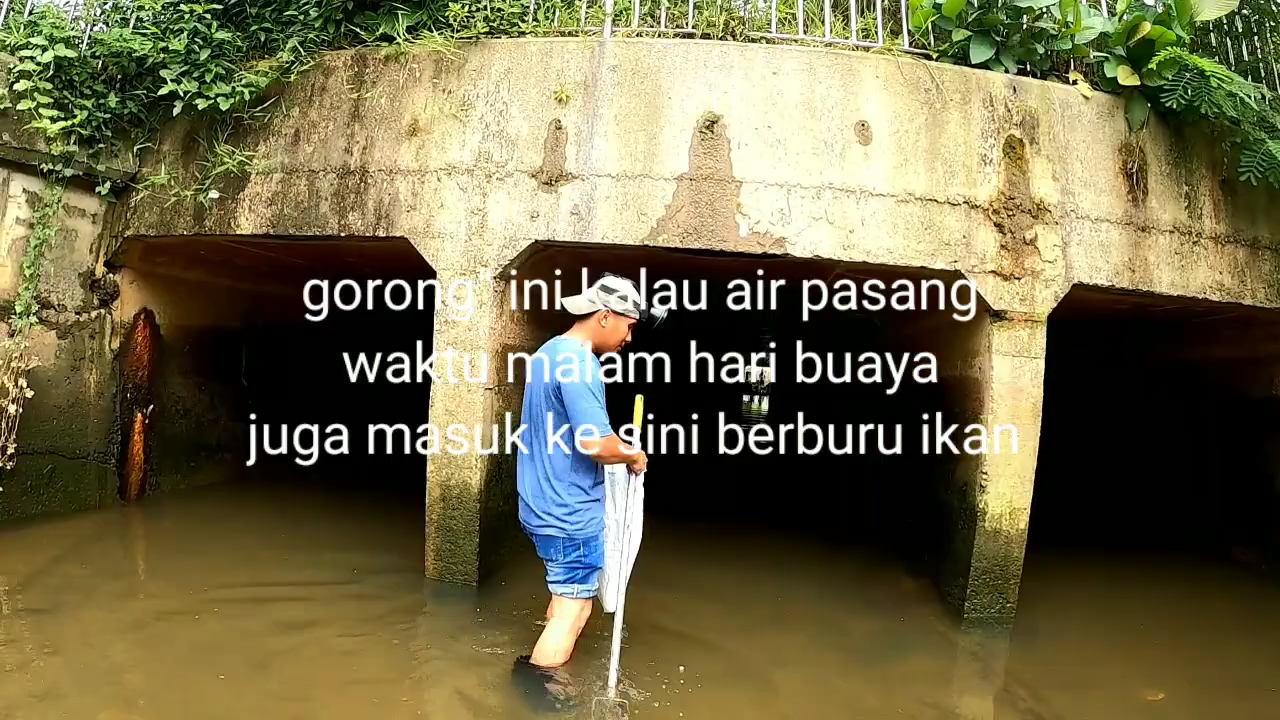 gorong" ini kalau air pasang
waktu malam hari buaya
juga masuk ke sini berburu ikan